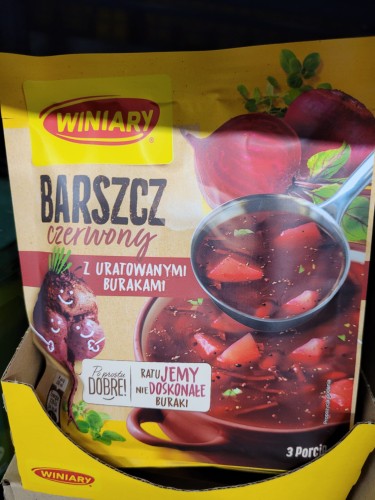 WINIARY
BARSZCZ
czerwony
Z URATOWANYMI
BURAKAMI
Po prostu
DOBRE!
RATUJEMY
NIEDOSKONAŁE
BURAKI
3 Porcje
WINIARY